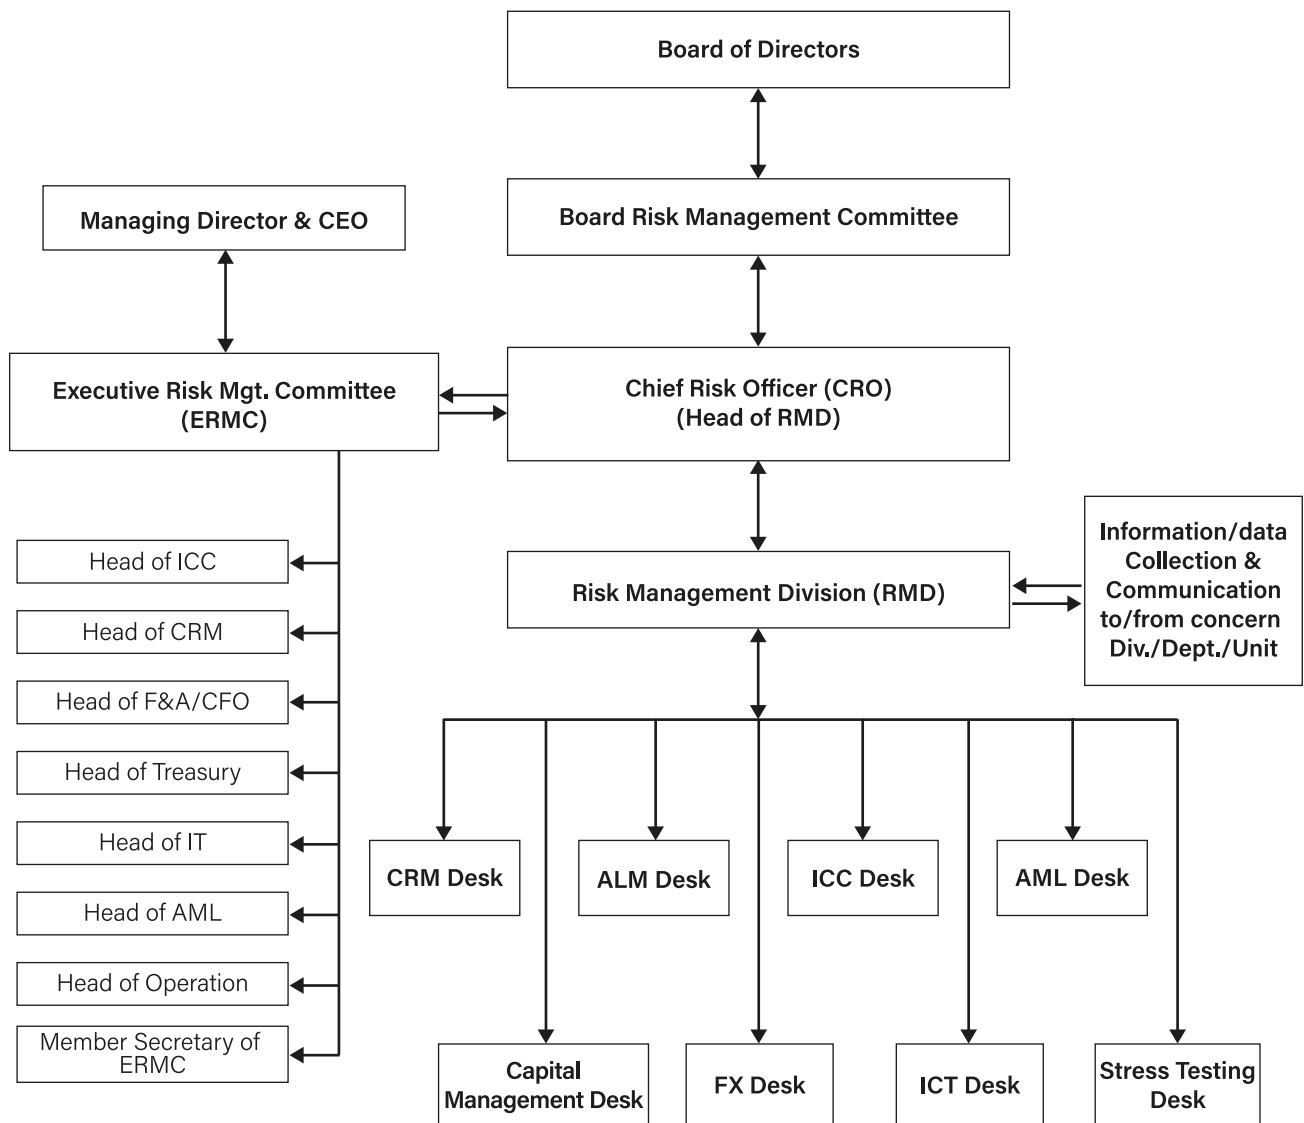 Board of Directors
Board Risk Management Committee
Managing Director & CEO
Executive Risk Mgt. Committee
(ERMC)
Chief Risk Officer (CRO)
(Head of RMD)
Information/data
Collection &
Communication
to/from concern
Div./Dept./Unit
Risk Management Division (RMD)
Head of ICC
Head of CRM
Head of F&A/CFO
Head of Treasury
Head of IT
Head of AML
Head of Operation
Member Secretary of
ERMC
CRM Desk
ALM Desk
ICC Desk
AML Desk
Capital
Management Desk
FX Desk
ICT Desk
Stress Testing
Desk